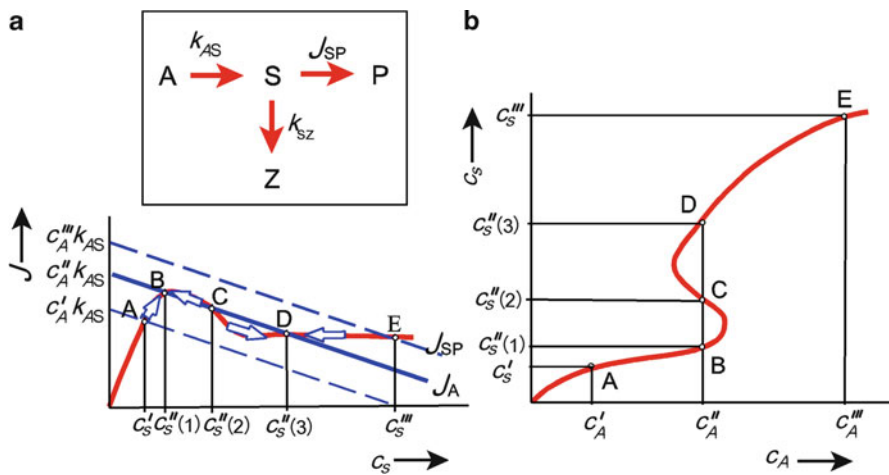 a
k_AS
J_SP
A
S
P
k_sz
Z
J
c_A''' k_AS
c_A'' k_AS
c_A' k_AS
A
B
C
D
E
J_SP
J_A
c_s' c_s''(1) c_s''(2) c_s''(3) c_s'''
c_s
b
c_s
c_s'''
c_s''(3)
c_s''(2)
c_s''(1)
c_s'
E
D
C
B
A
c_A' c_A'' c_A'''
c_A